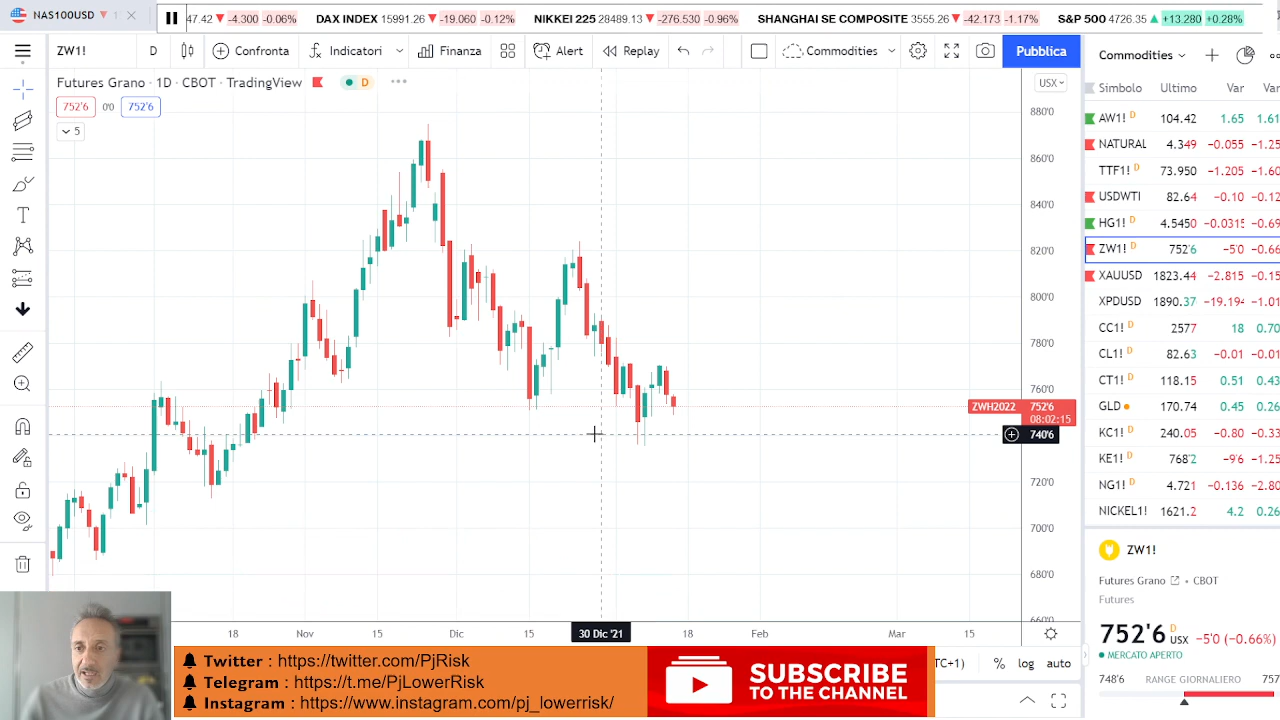 NAS100USD ▼ 1
47.42 ▼ -4.300 -0.06% DAX INDEX 15991.26 ▼ -19.060 -0.12% NIKKEI 225 28489.13 ▼ -276.530 -0.96% SHANGHAI SE COMPOSITE 3555.26 ▼ -42.173 -1.17% S&P 500 4726.35 ▲ +13.280 +0.28%
ZW1! D Confronta Indicatori Finanza Alert Replay Commodities Pubblica
Commodities
Futures Grano · 1D · CBOT · TradingView D
USX
752'6 0'0 752'6
5
Simbolo Ultimo Var Var
AW1! D 104.42 1.65 1.61
NATURAL 4.349 −0.055 −1.25
TTF1! D 73.950 −1.205 −1.60
USDWTI 82.64 −0.10 −0.12
HG1! D 4.5450 −0.0315 −0.69
ZW1! D 752'6 −5'0 −0.66
XAUUSD 1823.44 −2.815 −0.15
XPDUSD 1890.37 −19.194 −1.01
CC1! D 2577 18 0.70
CL1! D 82.63 −0.01 −0.01
CT1! D 118.15 0.51 0.43
GLD 170.74 0.45 0.26
KC1! D 240.05 −0.80 −0.33
KE1! D 768'2 −9'6 −1.25
NG1! D 4.721 −0.136 −2.80
NICKEL1! 1621.2 4.2 0.26
880'0
860'0
840'0
820'0
800'0
780'0
760'0
ZWH2022 752'6
08:02:15
740'6
720'0
700'0
680'0
660'0
18 Nov 15 Dic 15 30 Dic '21 18 Feb Mar 15
TC+1) % log auto
ZW1!
Futures Grano • CBOT
Futures
752'6 D USX −5'0 (−0.66%)
MERCATO APERTO
748'6 RANGE GIORNALIERO 757
Twitter : https://twitter.com/PjRisk
Telegram : https://t.me/PjLowerRisk
Instagram : https://www.instagram.com/pj_lowerrisk/
SUBSCRIBE
TO THE CHANNEL